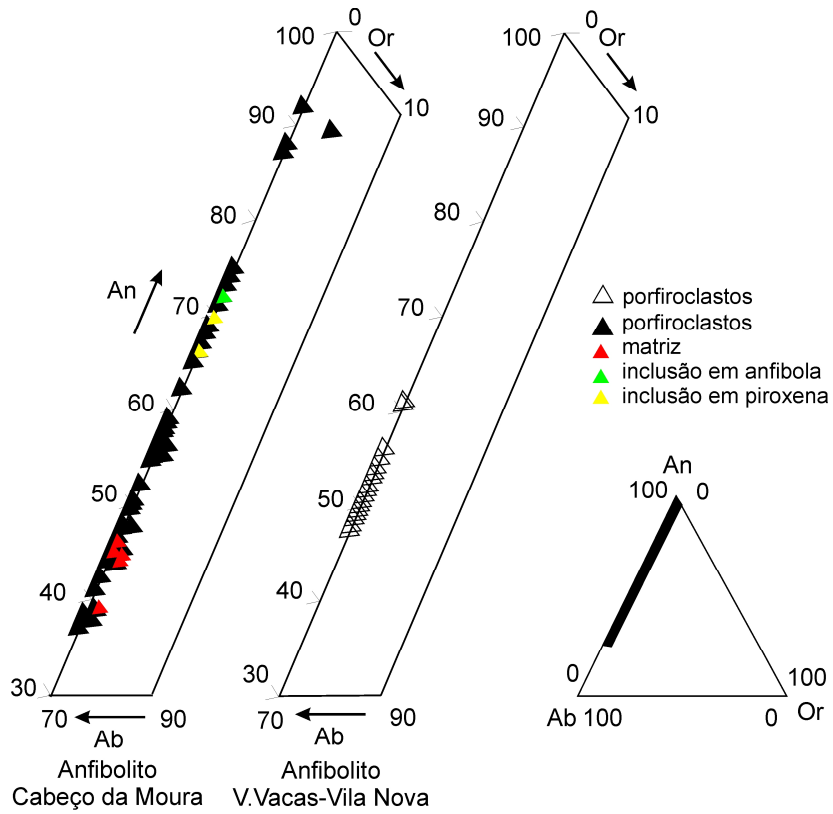 0
100
Or
10
90
80
An
70
60
50
40
30
70
90
Ab
Anfibolito
Cabeço da Moura
0
100
Or
10
90
80
70
60
50
40
30
70
90
Ab
Anfibolito
V.Vacas-Vila Nova
porfiroclastos
porfiroclastos
matriz
inclusão em anfibola
inclusão em piroxena
An
100 0
0
100
Ab 100
0 Or